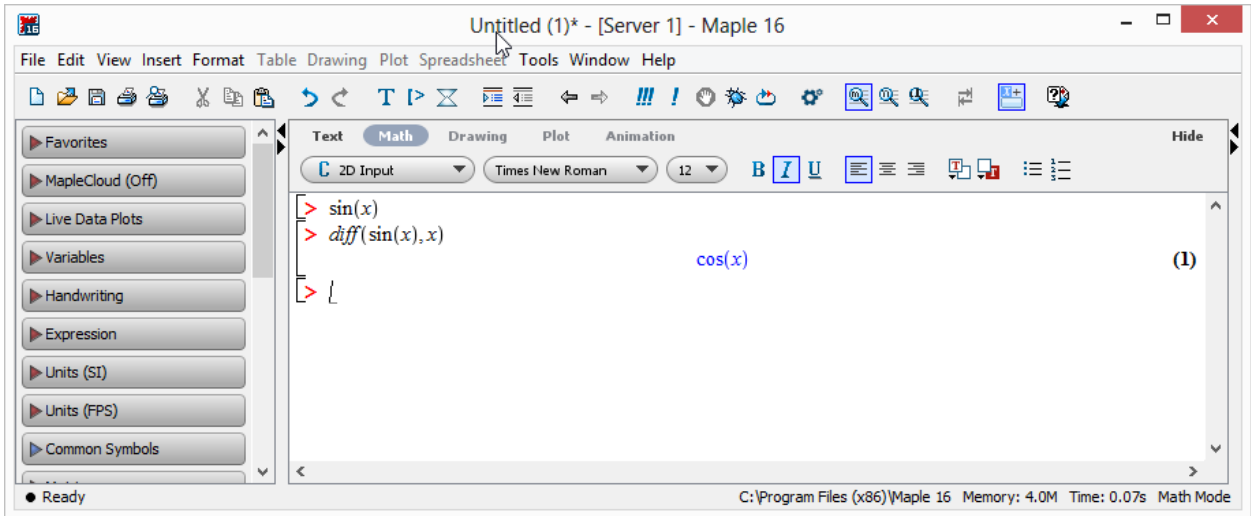 Untitled (1)* - [Server 1] - Maple 16
File Edit View Insert Format Table Drawing Plot Spreadsheet Tools Window Help
Favorites
MapleCloud (Off)
Live Data Plots
Variables
Handwriting
Expression
Units (SI)
Units (FPS)
Common Symbols
Text Math Drawing Plot Animation Hide
C 2D Input Times New Roman 12 B I U
> sin(x)
> diff(sin(x), x)
cos(x) (1)
>
Ready C:\Program Files (x86)\Maple 16 Memory: 4.0M Time: 0.07s Math Mode